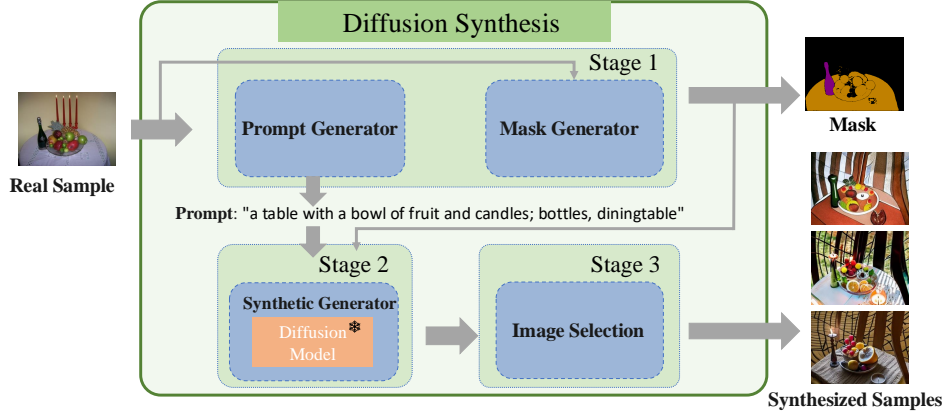 Diffusion Synthesis
Stage 1
Prompt Generator
Mask Generator
Mask
Real Sample
Prompt: "a table with a bowl of fruit and candles; bottles, diningtable"
Stage 2
Stage 3
Synthetic Generator
Diffusion
Model
Image Selection
Synthesized Samples